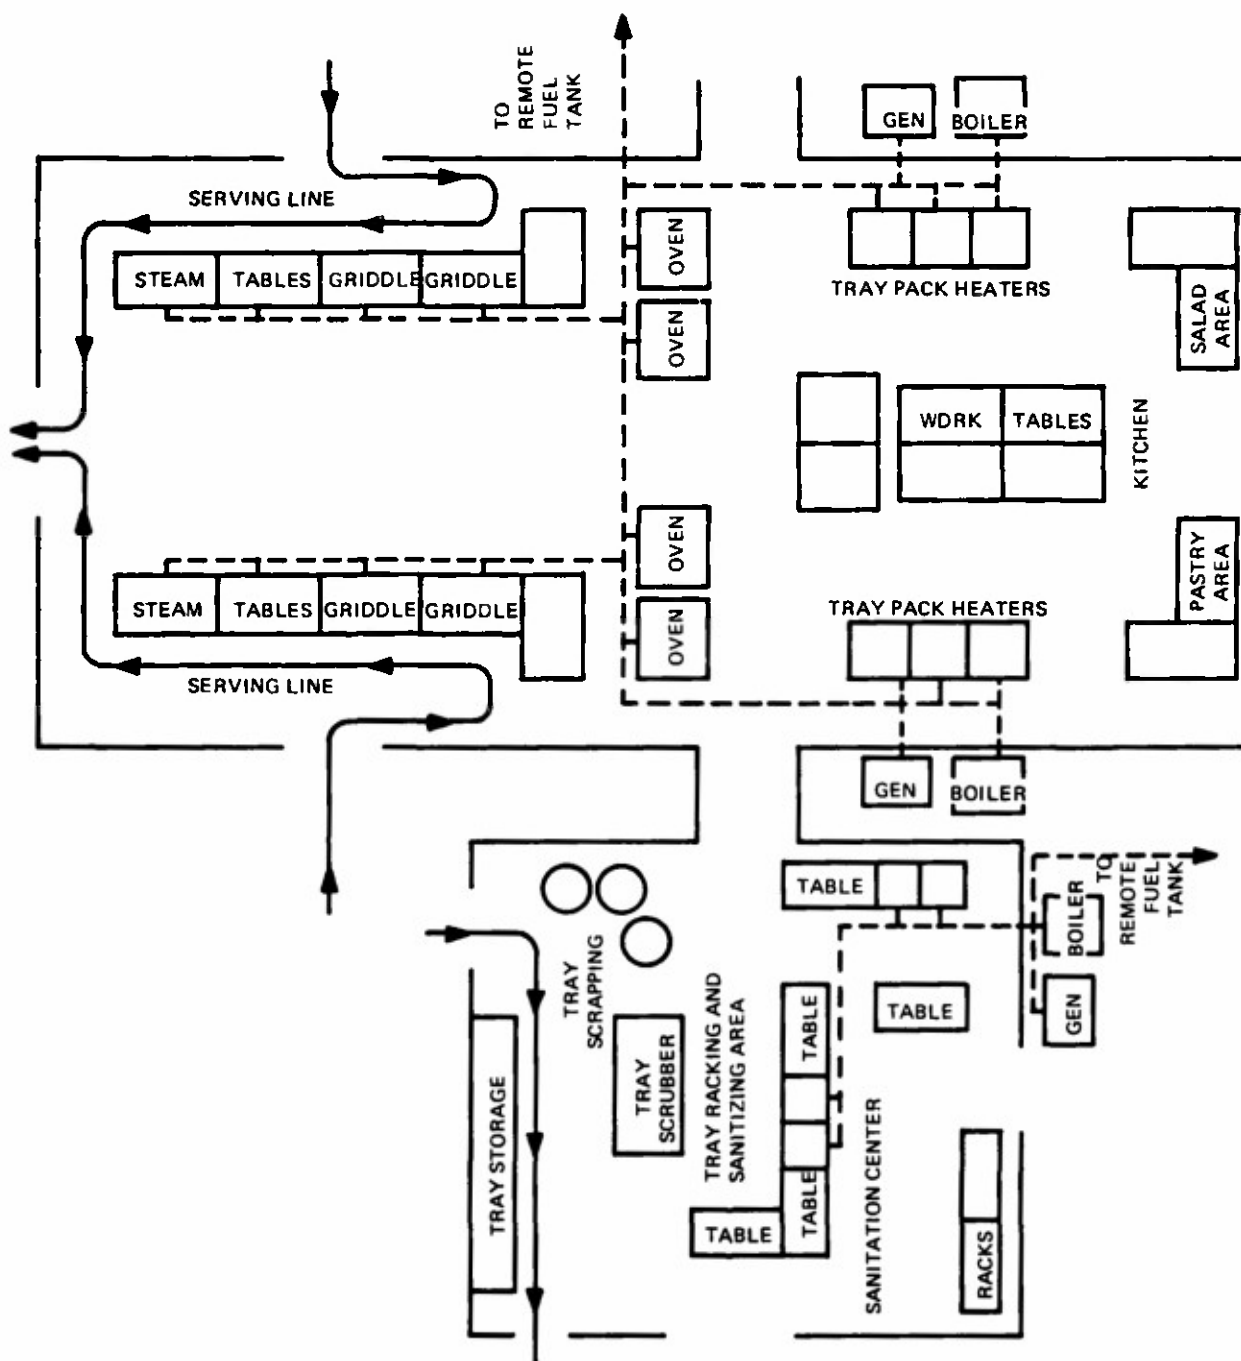 TO
REMOTE
FUEL
TANK
GEN
BOILER
SERVING LINE
STEAM
TABLES
GRIDDLE
GRIDDLE
OVEN
OVEN
TRAY PACK HEATERS
SALAD
AREA
WDRK
TABLES
KITCHEN
OVEN
OVEN
STEAM
TABLES
GRIDDLE
GRIDDLE
SERVING LINE
TRAY PACK HEATERS
PASTRY
AREA
GEN
BOILER
TABLE
BOILER
TO
REMOTE
FUEL
TANK
GEN
TRAY
SCRAPPING
TRAY STORAGE
TRAY
SCRUBBER
TRAY RACKING AND
SANITIZING AREA
TABLE
TABLE
TABLE
TABLE
SANITATION CENTER
RACKS